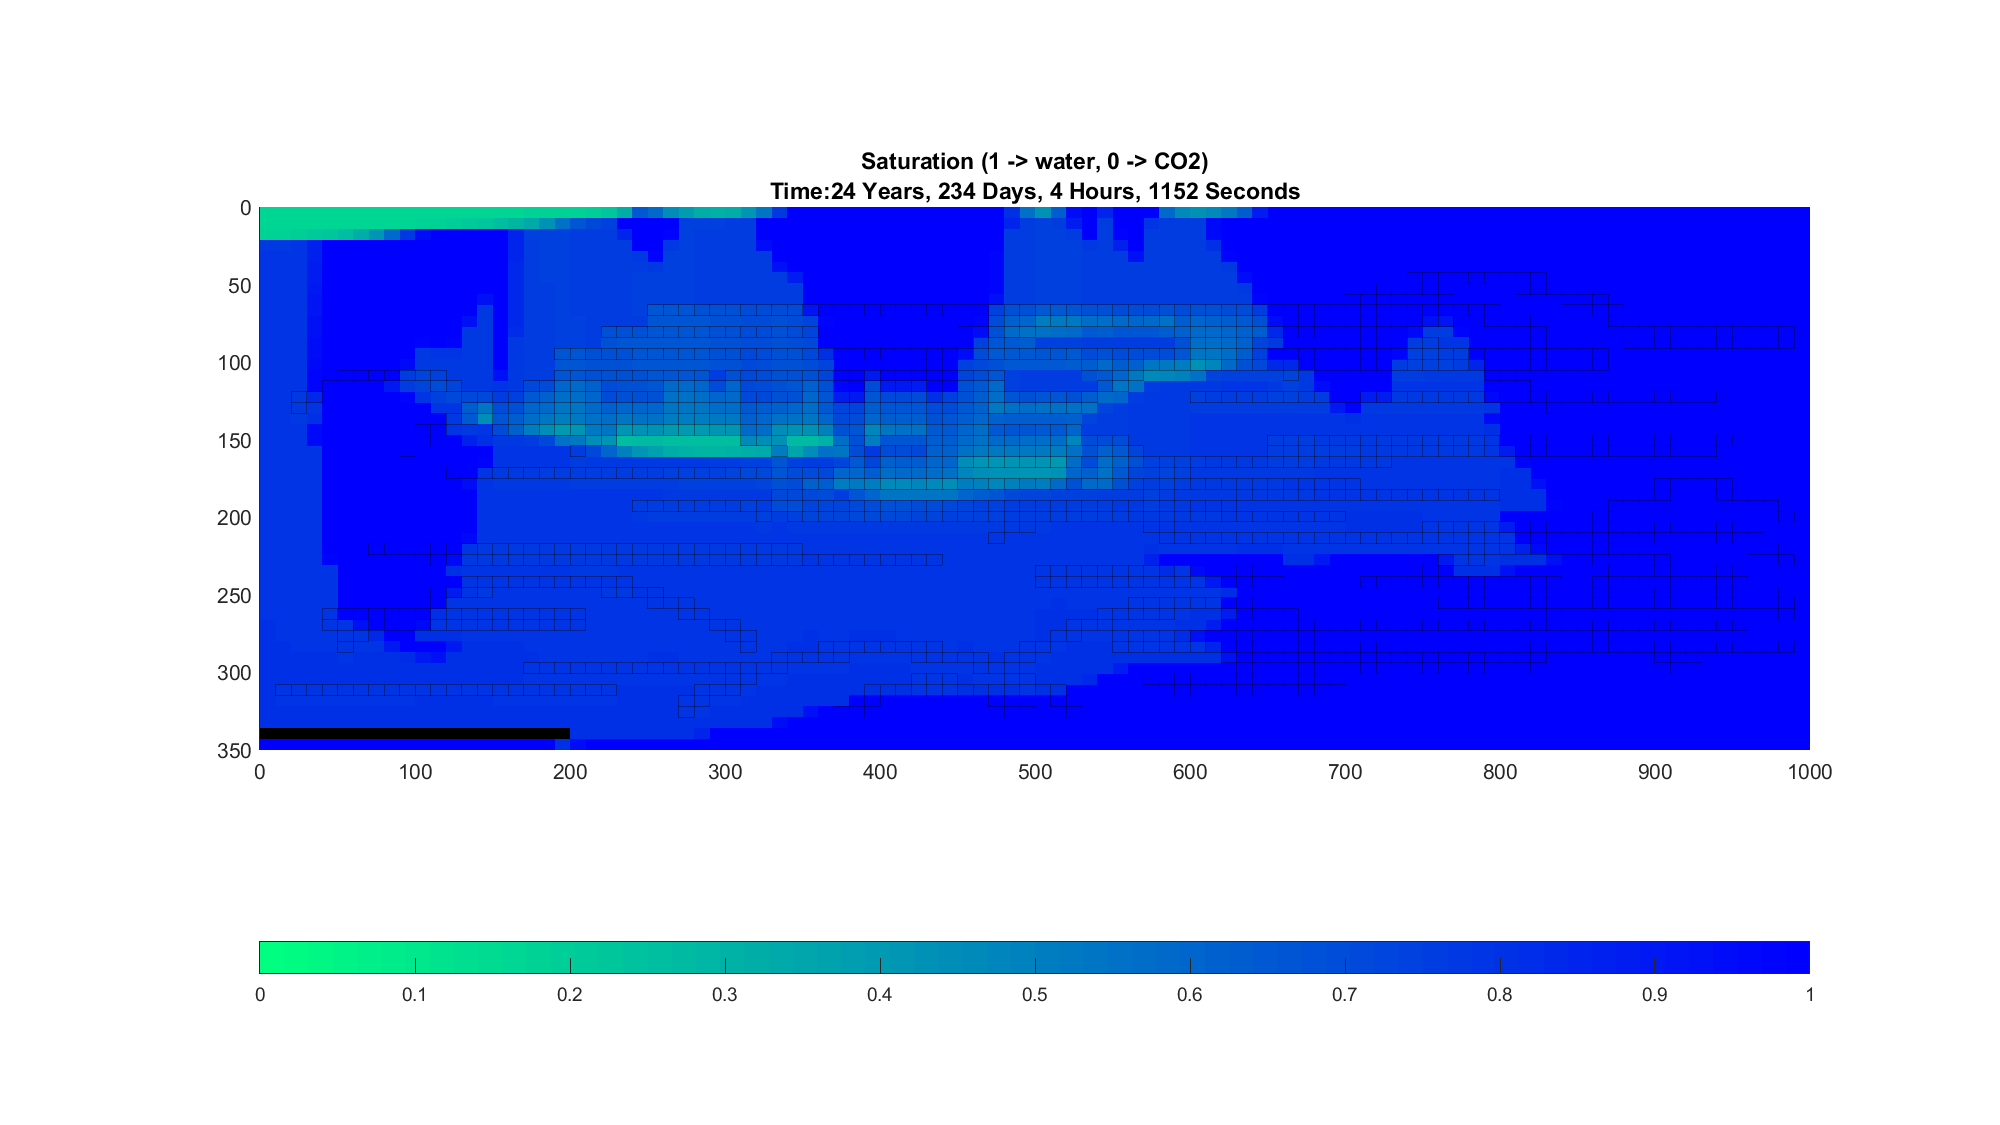 Saturation (1 -> water, 0 -> CO2)
Time:24 Years, 234 Days, 4 Hours, 1152 Seconds
0
50
100
150
200
250
300
350
0 100 200 300 400 500 600 700 800 900 1000
0 0.1 0.2 0.3 0.4 0.5 0.6 0.7 0.8 0.9 1